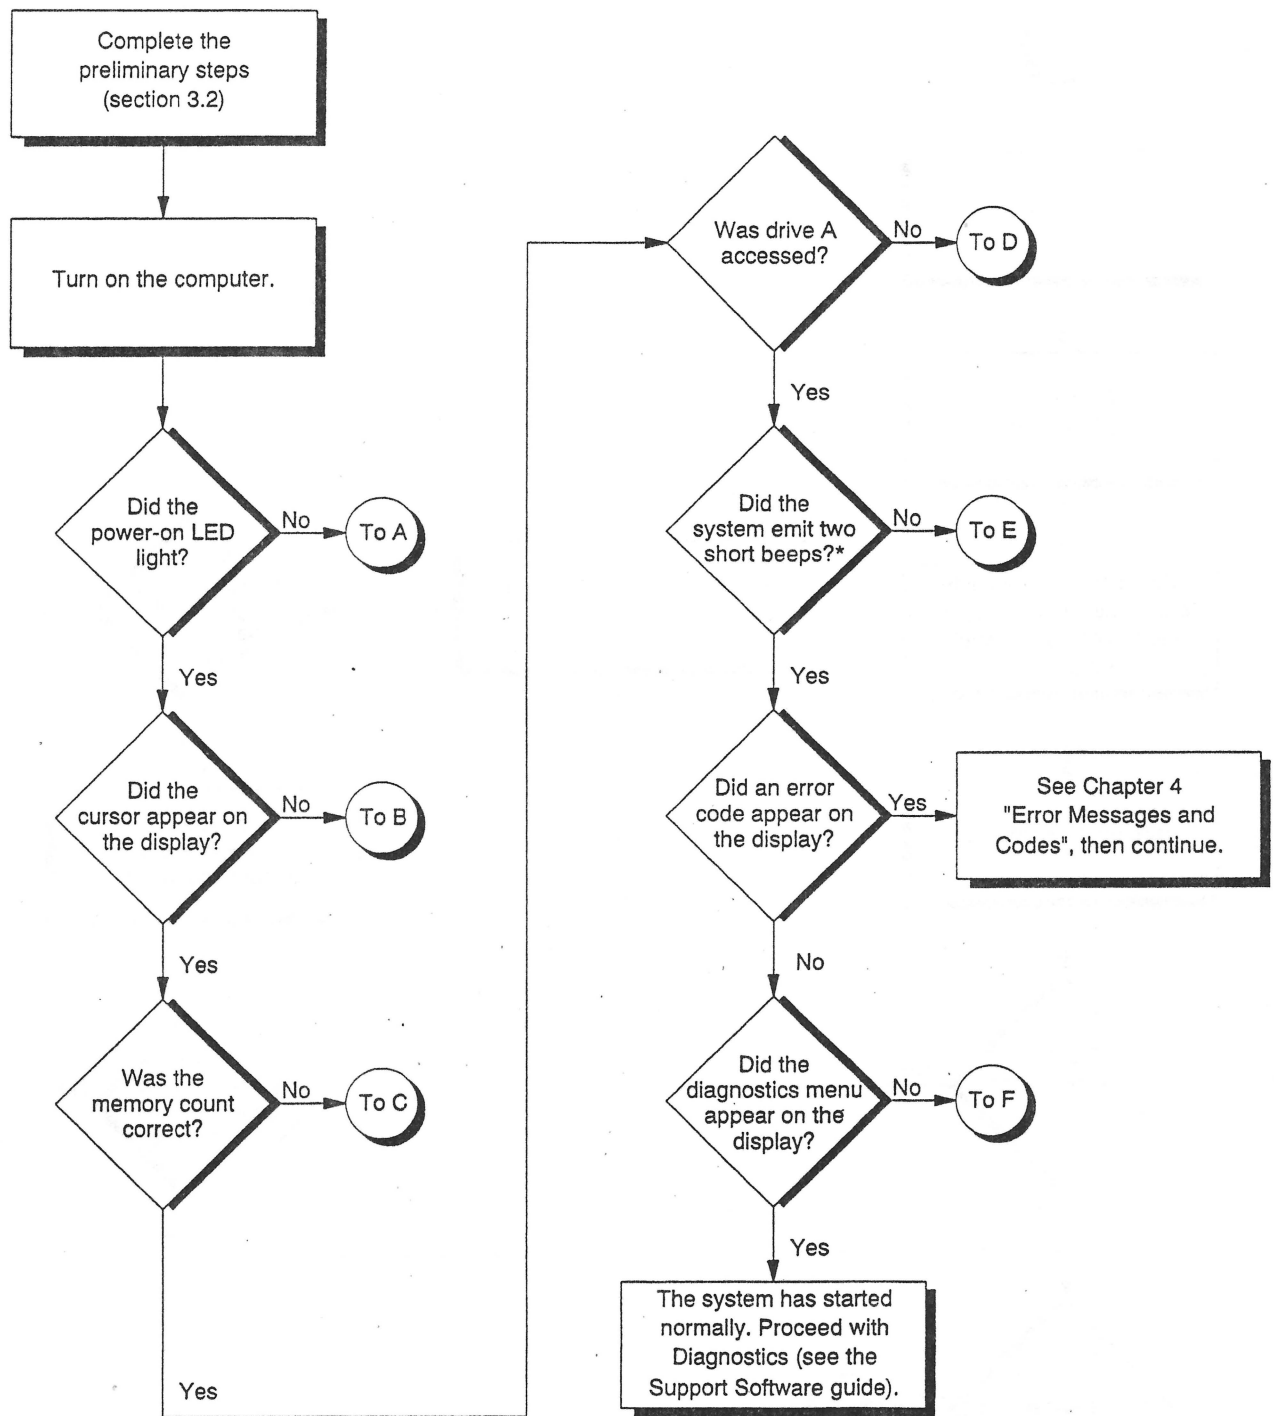 Complete the
preliminary steps
(section 3.2)
Turn on the computer.
Did the
power-on LED
light?
No
To A
Yes
Did the
cursor appear on
the display?
No
To B
Yes
Was the
memory count
correct?
No
To C
Yes
Was drive A
accessed?
No
To D
Yes
Did the
system emit two
short beeps?*
No
To E
Yes
Did an error
code appear on
the display?
Yes
See Chapter 4
"Error Messages and
Codes", then continue.
No
Did the
diagnostics menu
appear on the
display?
No
To F
Yes
The system has started
normally. Proceed with
Diagnostics (see the
Support Software guide).